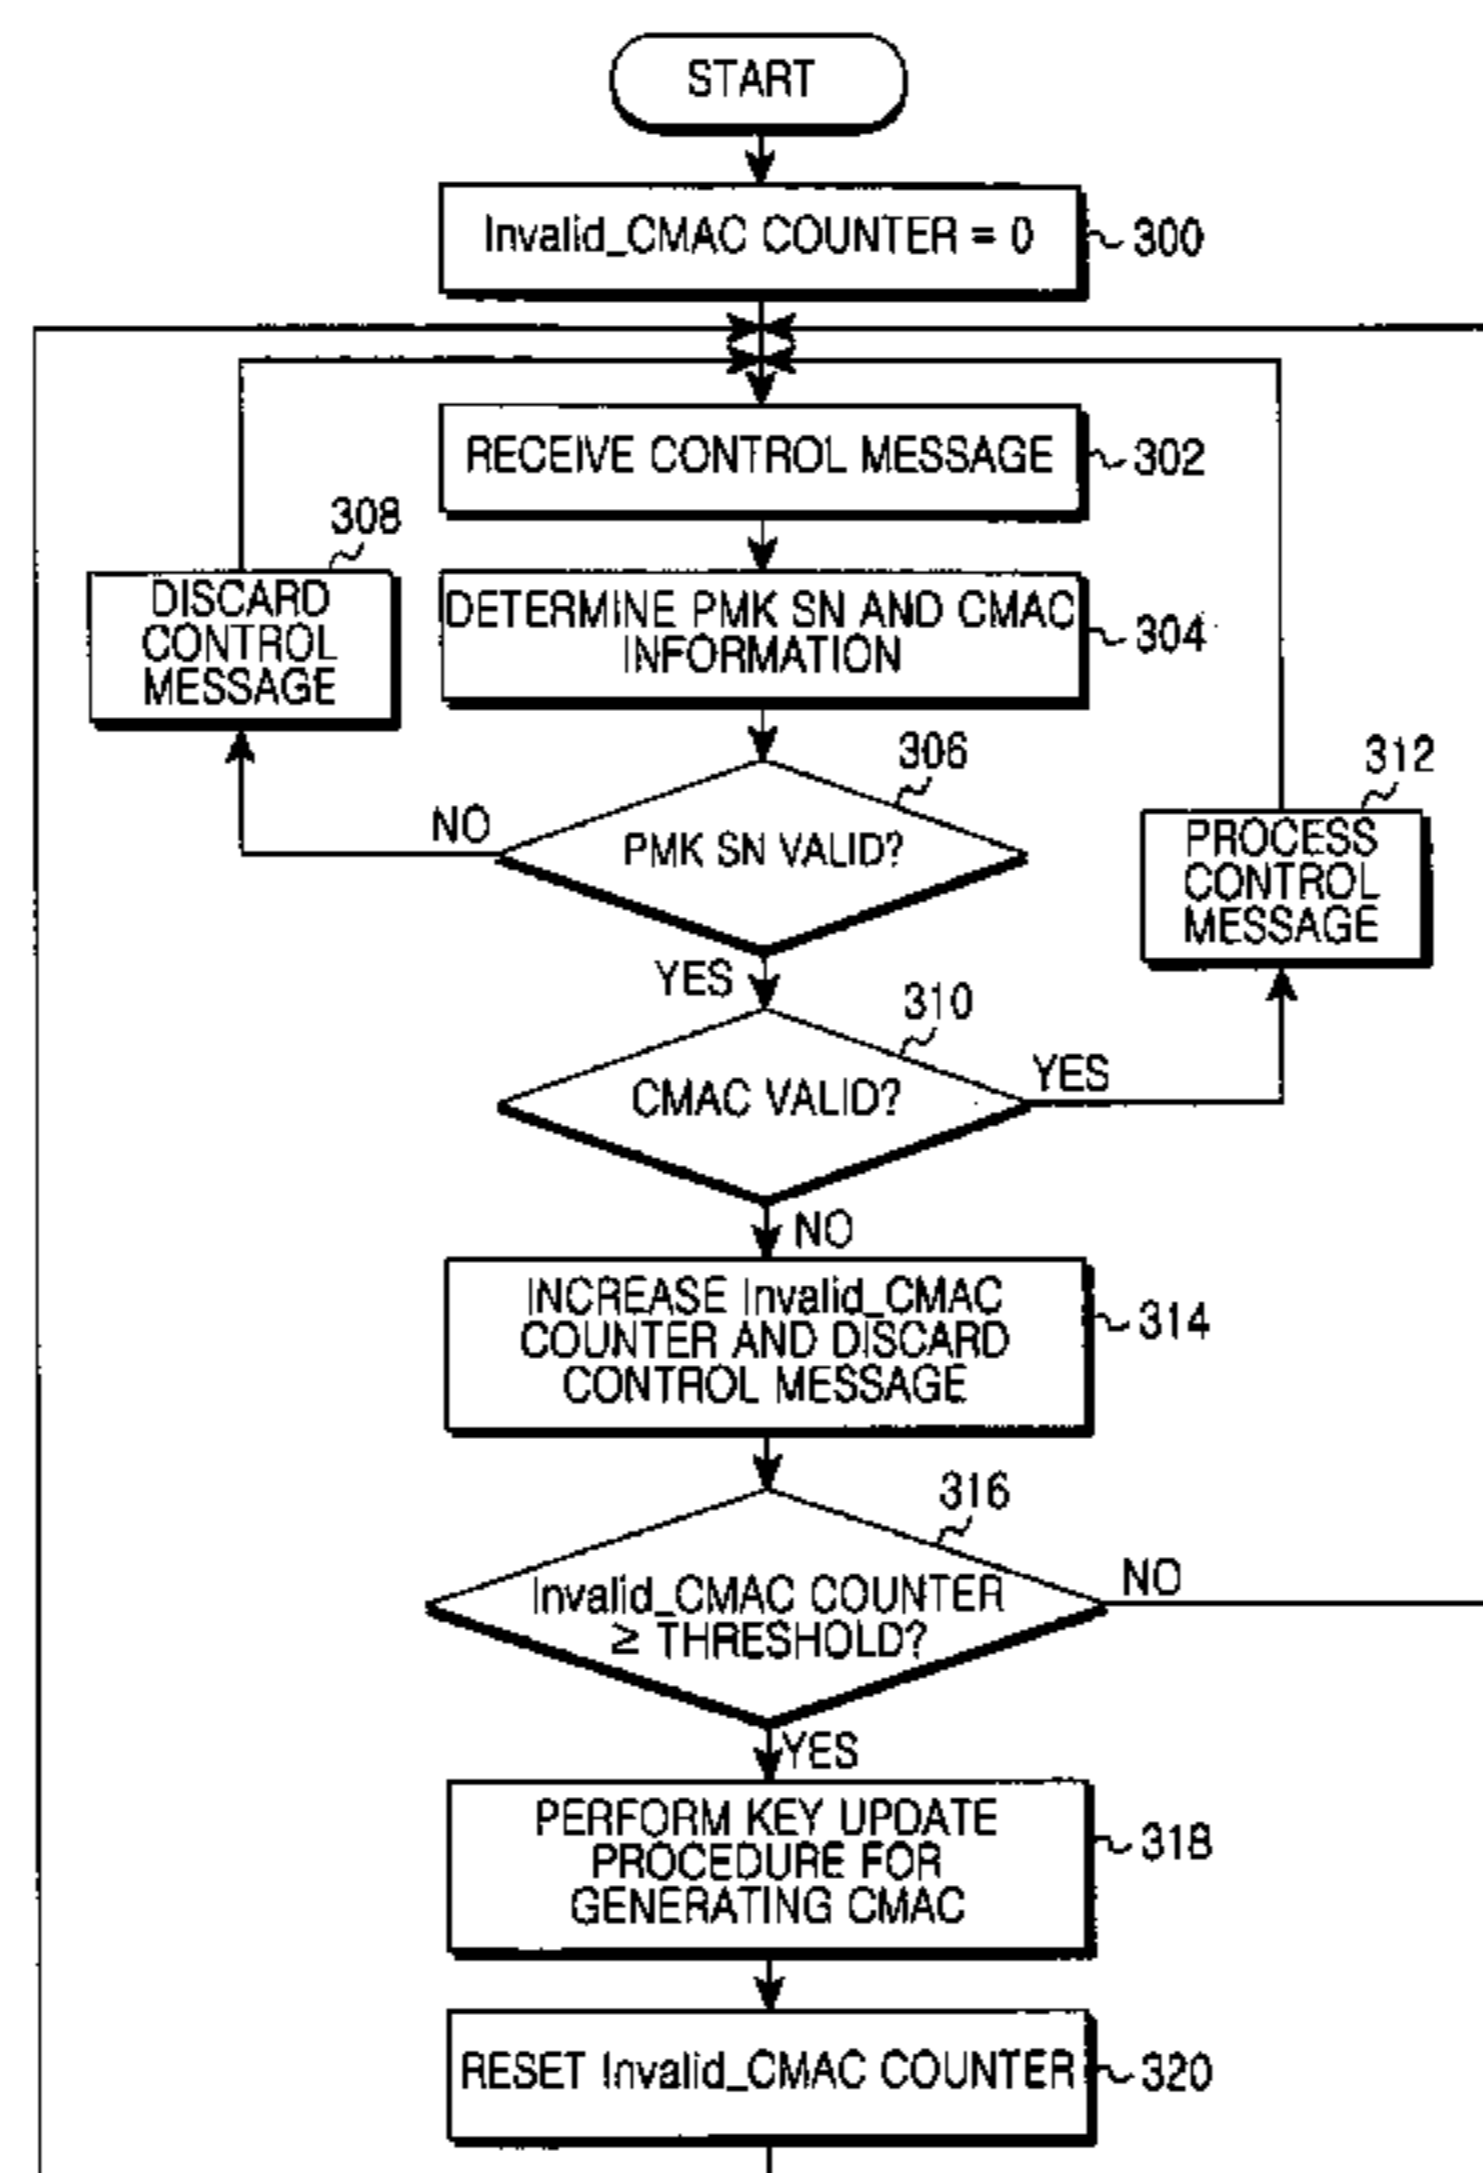 START
Invalid_CMAC COUNTER = 0
300
RECEIVE CONTROL MESSAGE
302
308
DISCARD
CONTROL
MESSAGE
DETERMINE PMK SN AND CMAC
INFORMATION
304
306
PMK SN VALID?
NO
YES
312
PROCESS
CONTROL
MESSAGE
310
CMAC VALID?
YES
NO
INCREASE Invalid_CMAC
COUNTER AND DISCARD
CONTROL MESSAGE
314
316
Invalid_CMAC COUNTER
≥ THRESHOLD?
NO
YES
PERFORM KEY UPDATE
PROCEDURE FOR
GENERATING CMAC
318
RESET Invalid_CMAC COUNTER
320